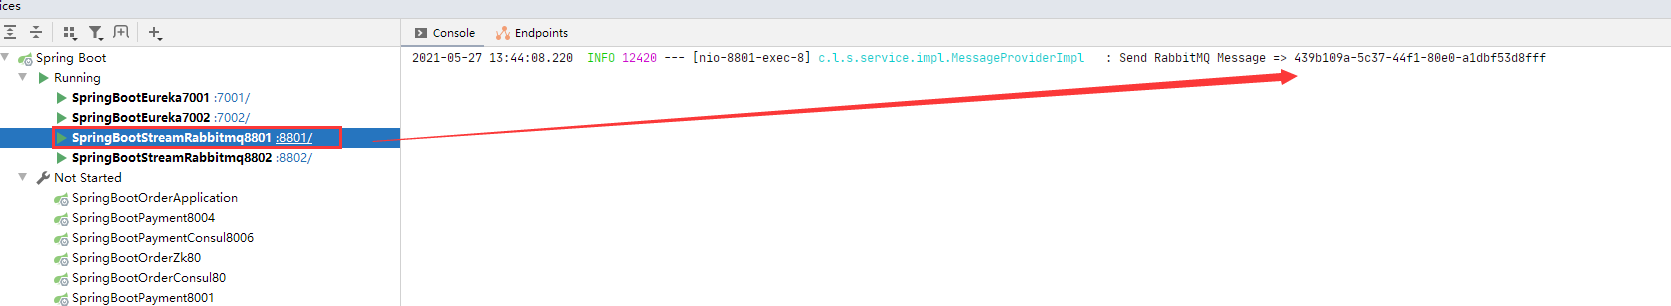 ices
Console
Endpoints
Spring Boot
Running
SpringBootEureka7001 :7001/
SpringBootEureka7002 :7002/
SpringBootStreamRabbitmq8801 :8801/
SpringBootStreamRabbitmq8802 :8802/
Not Started
SpringBootOrderApplication
SpringBootPayment8004
SpringBootPaymentConsul8006
SpringBootOrderZk80
SpringBootOrderConsul80
SpringBootPayment8001
2021-05-27 13:44:08.220  INFO 12420 --- [nio-8801-exec-8] c.l.s.service.impl.MessageProviderImpl   : Send RabbitMQ Message => 439b109a-5c37-44f1-80e0-a1dbf53d8fff